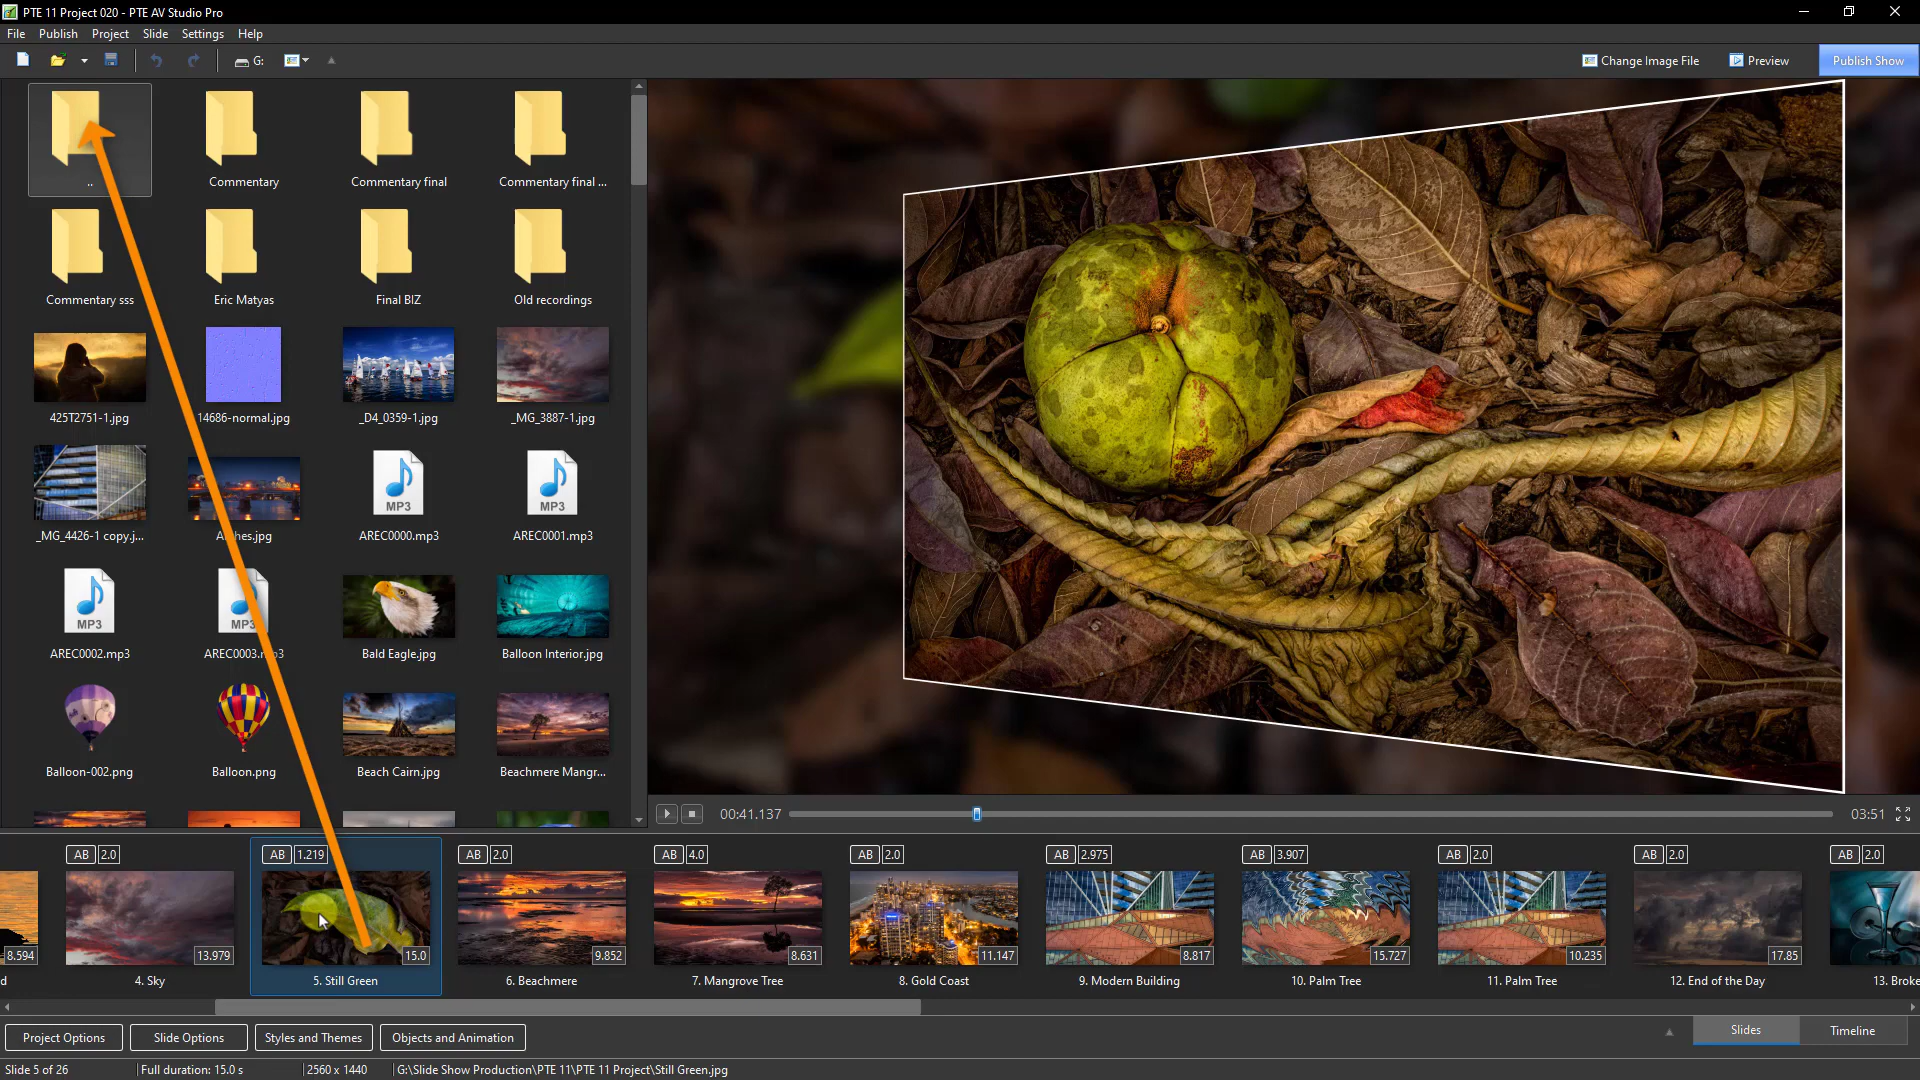 PTE 11 Project 020 - PTE AV Studio Pro
File Publish Project Slide Settings Help
G: Change Image File Preview Publish Show
.. Commentary Commentary final Commentary final ...
Commentary sss Eric Matyas Final BIZ Old recordings
425T2751-1.jpg 14686-normal.jpg _D4_0359-1.jpg _MG_3887-1.jpg
MP3 MP3
_MG_4426-1 copy.j... AREC0000.mp3 AREC0001.mp3
MP3 MP3
AREC0002.mp3 AREC0003.mp3 Bald Eagle.jpg Balloon Interior.jpg
Balloon-002.png Balloon.png Beach Cairn.jpg Beachmere Mangr...
00:41.137 03:51
AB 2.0 AB 1.219 AB 2.0 AB 4.0 AB 2.0 AB 2.975 AB 3.907 AB 2.0 AB 2.0 AB 2.0
8.594 13.979 15.0 9.852 8.631 11.147 8.817 15.727 10.235 17.85
d 4. Sky 5. Still Green 6. Beachmere 7. Mangrove Tree 8. Gold Coast 9. Modern Building 10. Palm Tree 11. Palm Tree 12. End of the Day 13. Broke
Project Options Slide Options Styles and Themes Objects and Animation Slides Timeline
Slide 5 of 26 Full duration: 15.0 s 2560 x 1440 G:\Slide Show Production\PTE 11\PTE 11 Project\Still Green.jpg